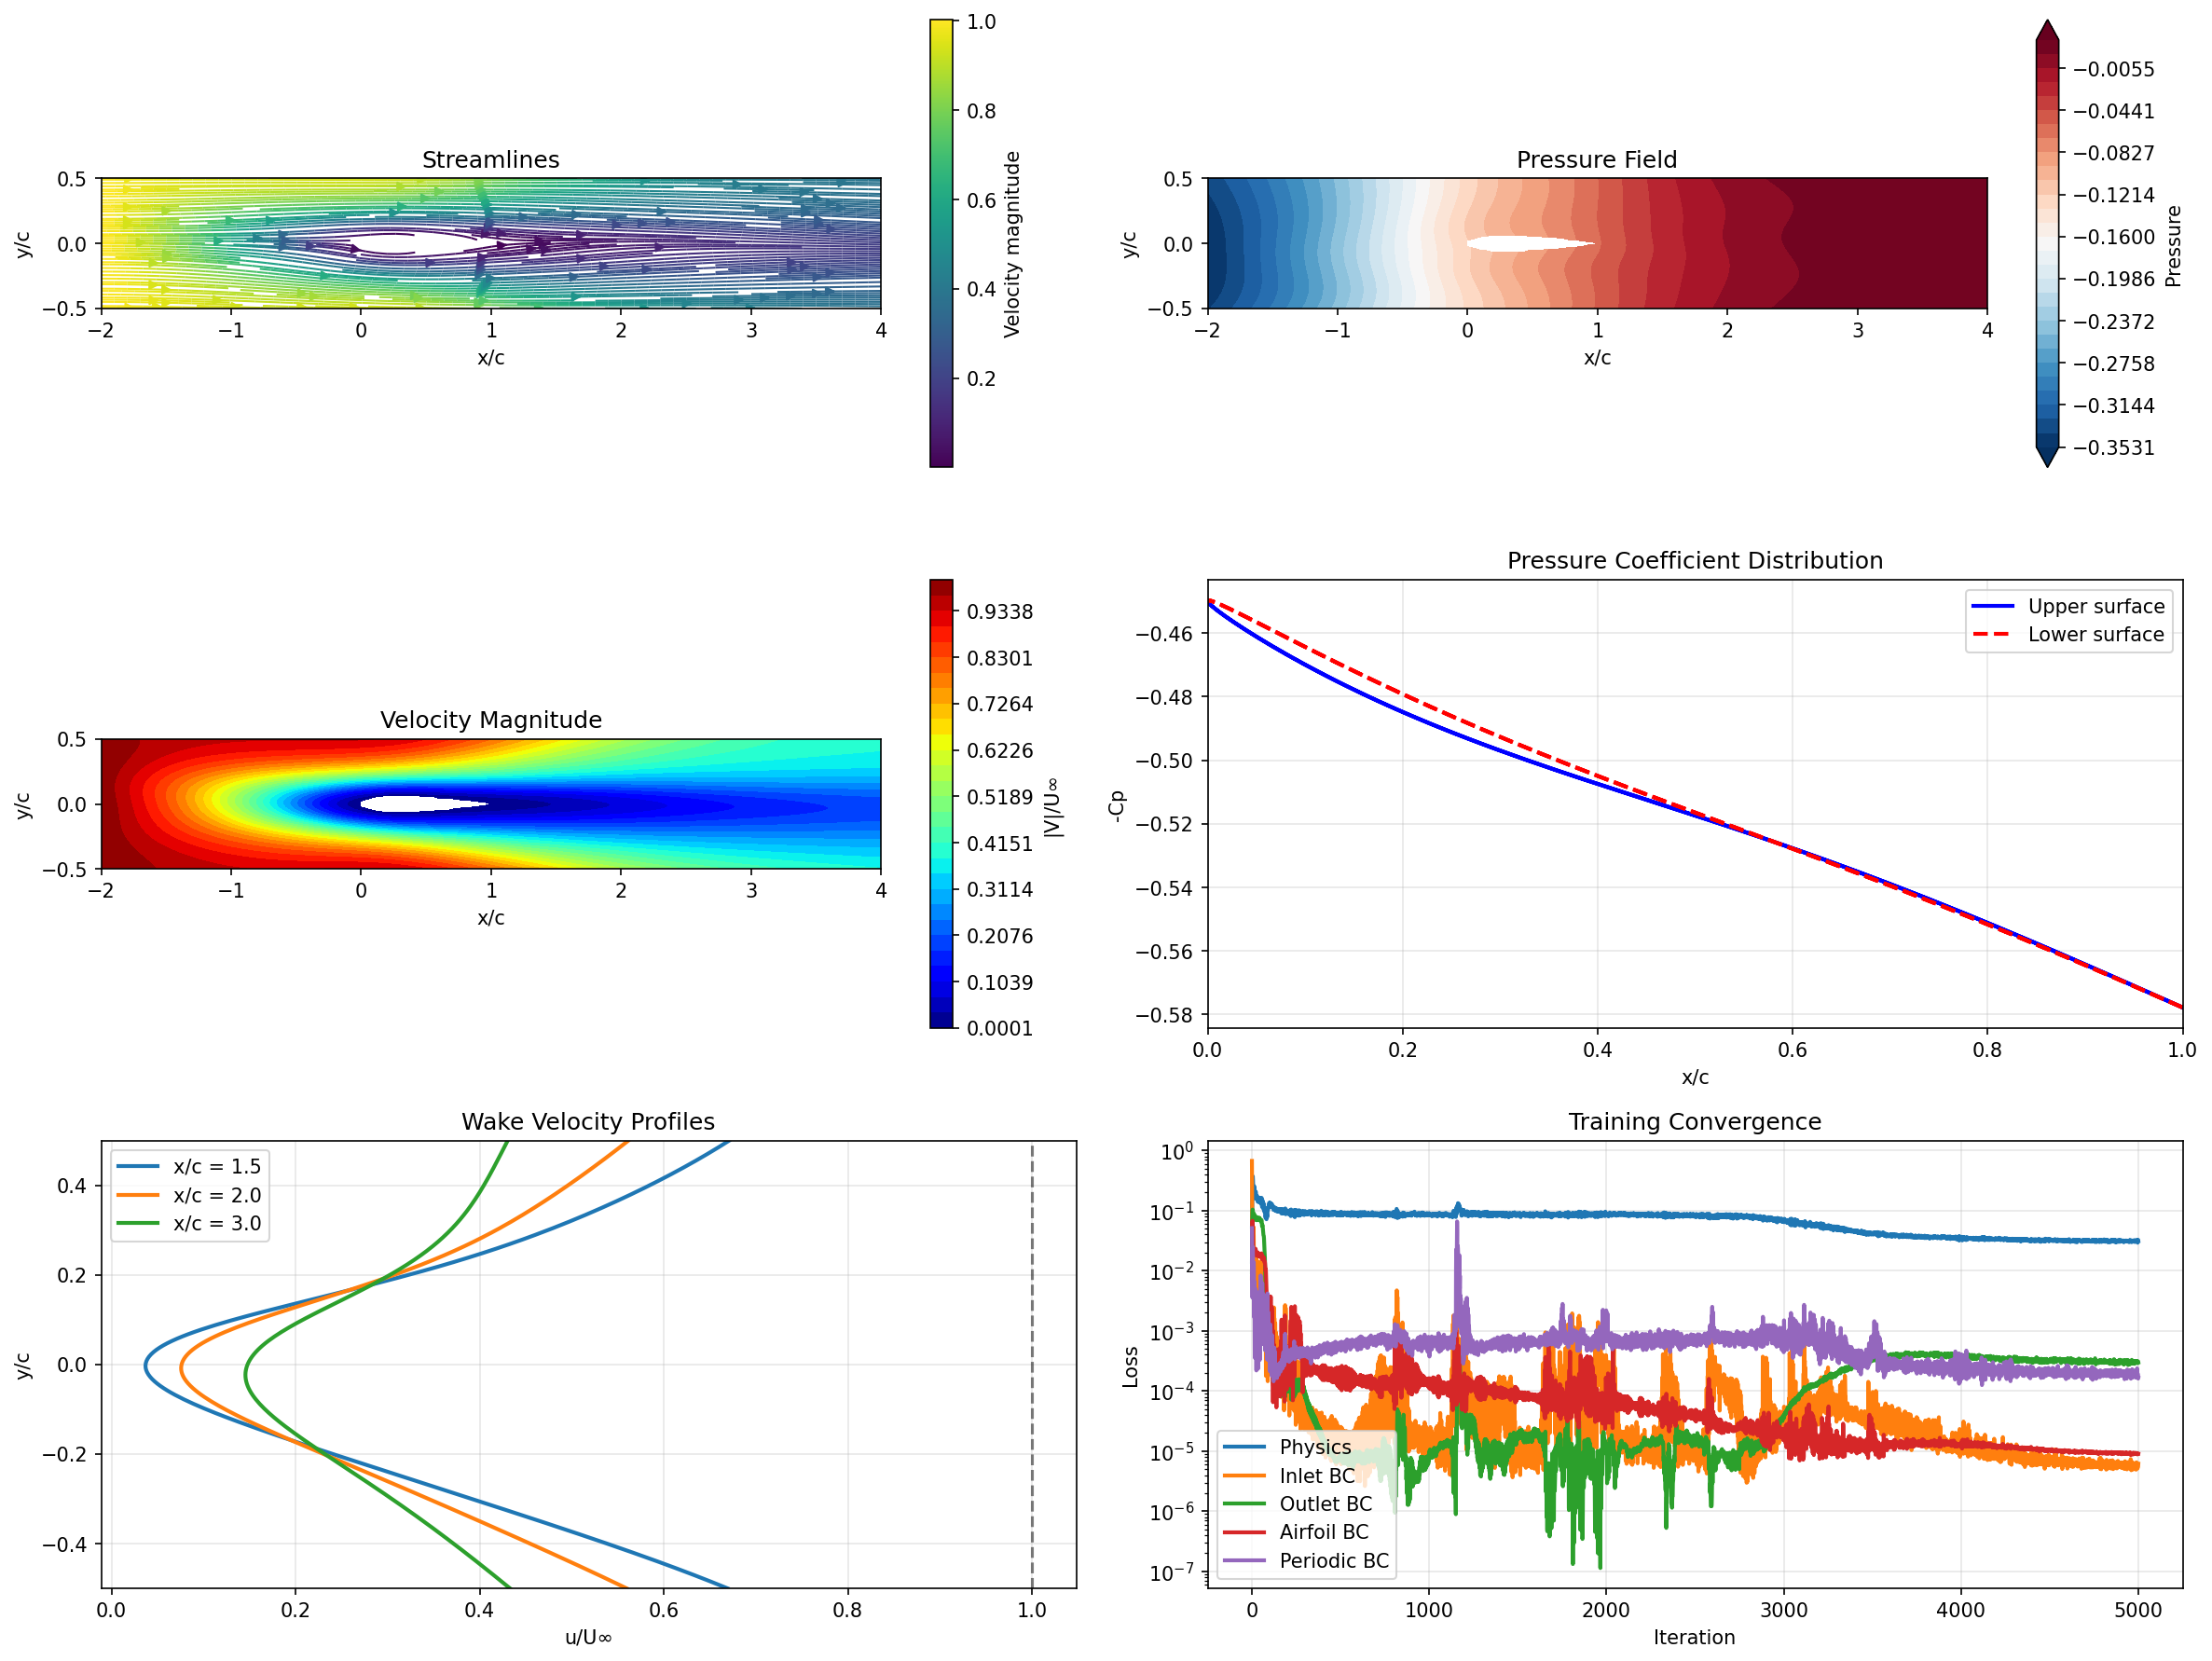 Streamlines
0.5
0.0
−0.5
y/c
−2 −1 0 1 2 3 4
x/c
1.0
0.8
0.6
0.4
0.2
Velocity magnitude
Pressure Field
0.5
0.0
−0.5
y/c
−2 −1 0 1 2 3 4
x/c
−0.0055
−0.0441
−0.0827
−0.1214
−0.1600
−0.1986
−0.2372
−0.2758
−0.3144
−0.3531
Pressure
Velocity Magnitude
0.5
0.0
−0.5
y/c
−2 −1 0 1 2 3 4
x/c
0.9338
0.8301
0.7264
0.6226
0.5189
0.4151
0.3114
0.2076
0.1039
0.0001
|V|/U∞
Pressure Coefficient Distribution
Upper surface
Lower surface
−0.46
−0.48
−0.50
−0.52
−0.54
−0.56
−0.58
-Cp
0.0 0.2 0.4 0.6 0.8 1.0
x/c
Wake Velocity Profiles
x/c = 1.5
x/c = 2.0
x/c = 3.0
0.4
0.2
0.0
−0.2
−0.4
y/c
0.0 0.2 0.4 0.6 0.8 1.0
u/U∞
Training Convergence
10⁰
10⁻¹
10⁻²
10⁻³
10⁻⁴
10⁻⁵
10⁻⁶
10⁻⁷
Loss
Physics
Inlet BC
Outlet BC
Airfoil BC
Periodic BC
0 1000 2000 3000 4000 5000
Iteration